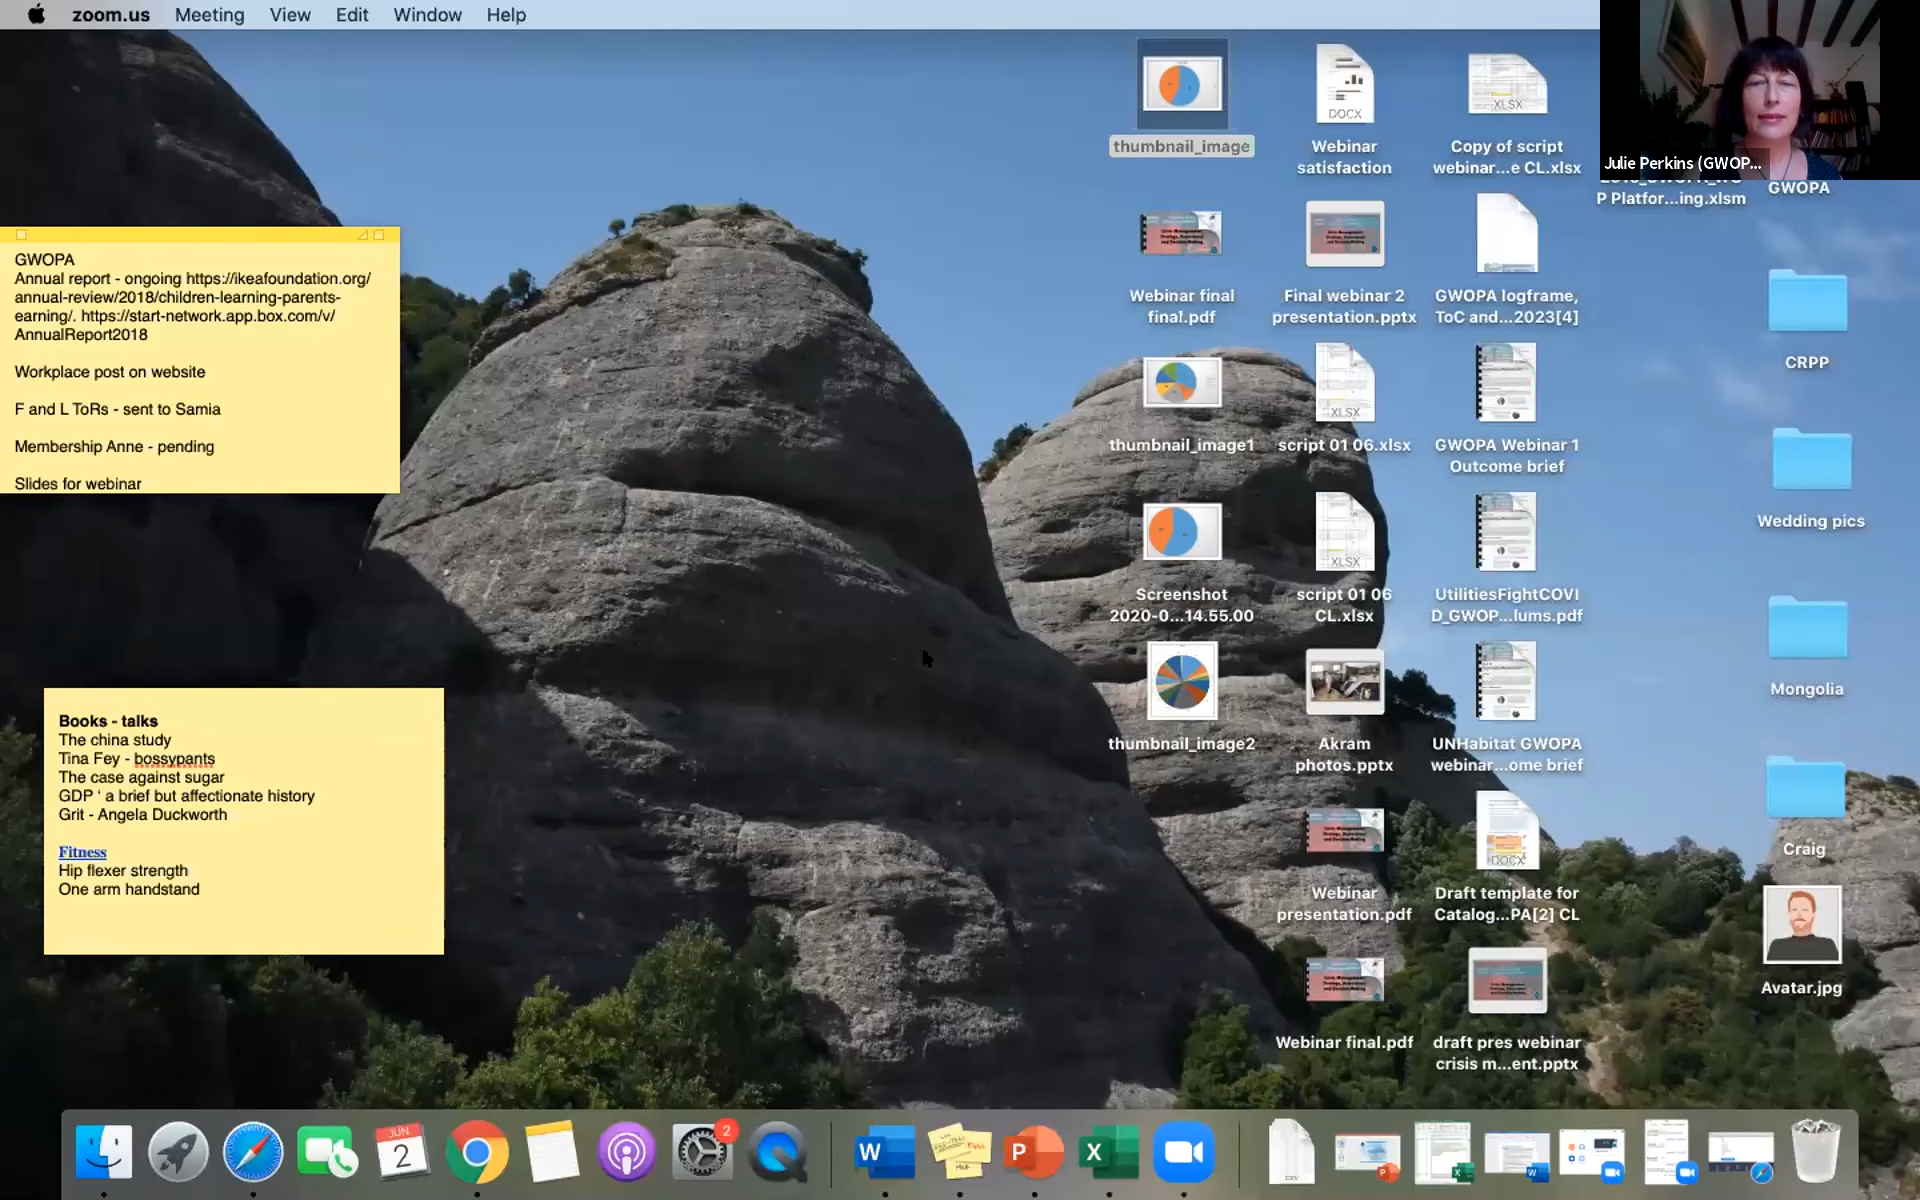 zoom.us Meeting View Edit Window Help
Julie Perkins (GWOP...
GWOPA
Annual report - ongoing https://ikeafoundation.org/
annual-review/2018/children-learning-parents-
earning/. https://start-network.app.box.com/v/
AnnualReport2018
Workplace post on website
F and L ToRs - sent to Samia
Membership Anne - pending
Slides for webinar
Books - talks
The china study
Tina Fey - bossypants
The case against sugar
GDP ‘ a brief but affectionate history
Grit - Angela Duckworth
Fitness
Hip flexer strength
One arm handstand
thumbnail_image
DOCX
Webinar
satisfaction
XLSX
Copy of script
webinar...e CL.xlsx
P Platfor...ing.xlsm
GWOPA
Webinar final
final.pdf
Final webinar 2
presentation.pptx
GWOPA logframe,
ToC and...2023[4]
CRPP
thumbnail_image1
XLSX
script 01 06.xlsx
GWOPA Webinar 1
Outcome brief
Wedding pics
Screenshot
2020-0...14.55.00
XLSX
script 01 06
CL.xlsx
UtilitiesFightCOVI
D_GWOP...lums.pdf
Mongolia
thumbnail_image2
Akram
photos.pptx
UNHabitat GWOPA
webinar...ome brief
Craig
Webinar
presentation.pdf
DOCX
Draft template for
Catalog...PA[2] CL
Avatar.jpg
Webinar final.pdf
draft pres webinar
crisis m...ent.pptx
JUN
2
2
W
P
X